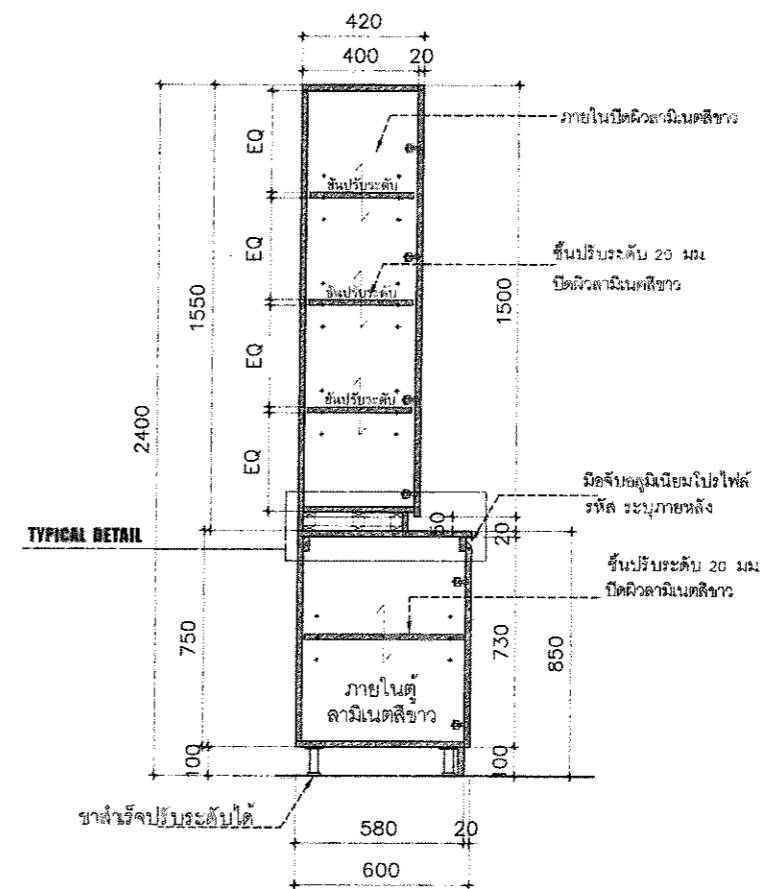 420
400 20
ภายในปิดผิวลามิเนตสีขาว
EQ
ชั้นปรับระดับ
EQ
ชั้นปรับระดับ 20 มม
ปิดผิวลามิเนตสีขาว
ชั้นปรับระดับ
1550
1500
EQ
ชั้นปรับระดับ
2400
EQ
มือจับอลูมิเนียมโปรไฟล์
รหัส ระบุภายหลัง
50
20
TYPICAL DETAIL
ชั้นปรับระดับ 20 มม
ปิดผิวลามิเนตสีขาว
750
730
850
ภายในตู้
ลามิเนตสีขาว
100
100
ขาสำเร็จปรับระดับได้
580 20
600